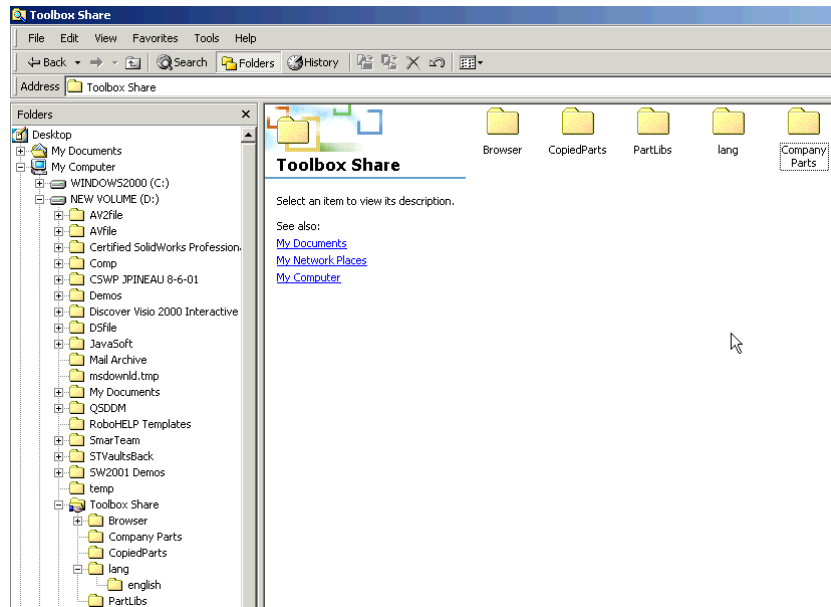 Toolbox Share
File Edit View Favorites Tools Help
Back Search Folders History
Address Toolbox Share
Folders
Desktop
My Documents
My Computer
WINDOWS2000 (C:)
NEW VOLUME (D:)
AV2file
AVfile
Certified SolidWorks Profession
Comp
CSWP JPINEAU 8-6-01
Demos
Discover Visio 2000 Interactive
DSfile
JavaSoft
Mail Archive
msdownld.tmp
My Documents
QSDDM
RoboHELP Templates
SmarTeam
STVaultsBack
SW2001 Demos
temp
Toolbox Share
Browser
Company Parts
CopiedParts
lang
english
PartLibs
Toolbox Share
Select an item to view its description.
See also:
My Documents
My Network Places
My Computer
Browser CopiedParts PartLibs lang Company
Parts